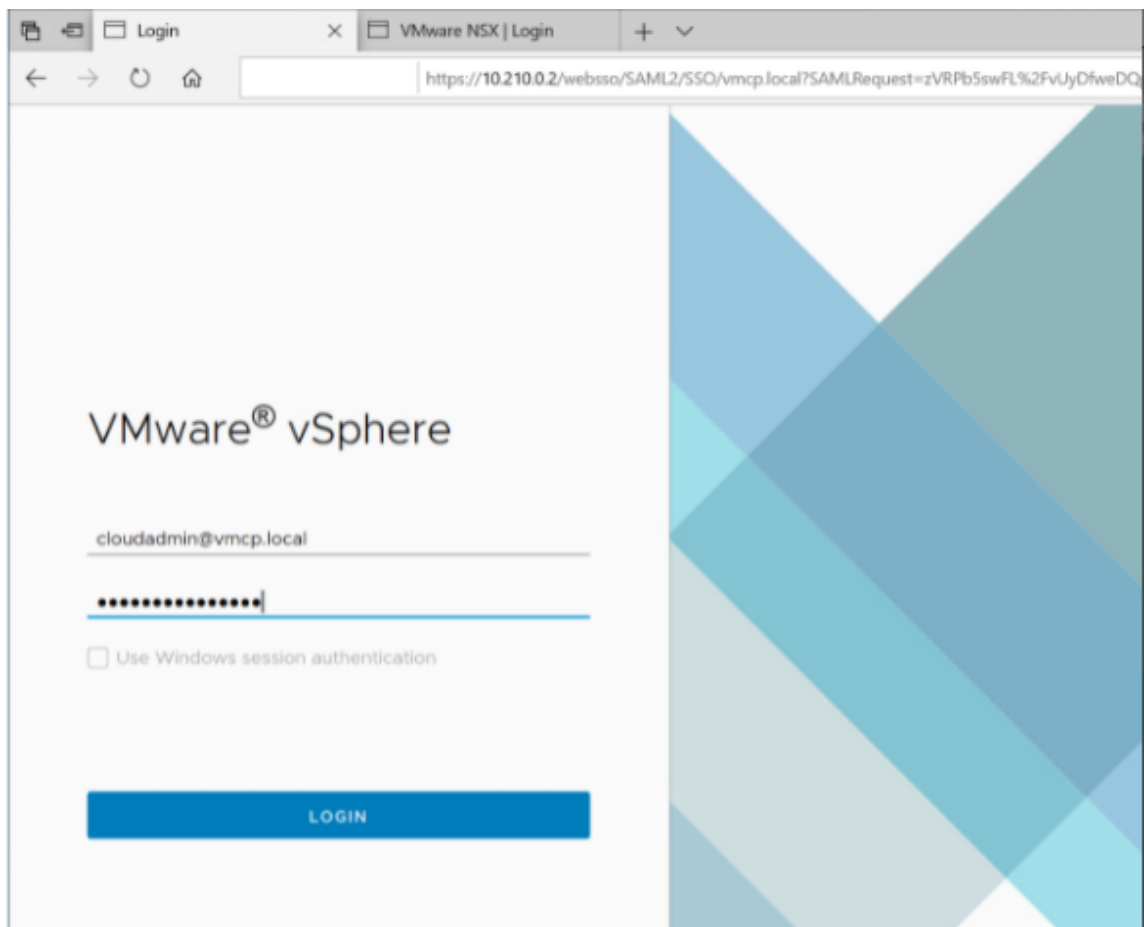 Login
VMware NSX | Login
https://10.210.0.2/websso/SAML2/SSO/vmcp.local?SAMLRequest=zVRPb5swFL%2FvUyDfweDQ
VMware® vSphere
cloudadmin@vmcp.local
Use Windows session authentication
LOGIN